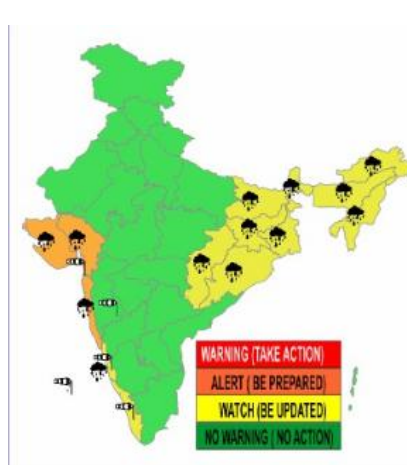 WARNING (TAKE ACTION)
ALERT ( BE PREPARED)
WATCH (BE UPDATED)
NO WARNING ( NO ACTION)